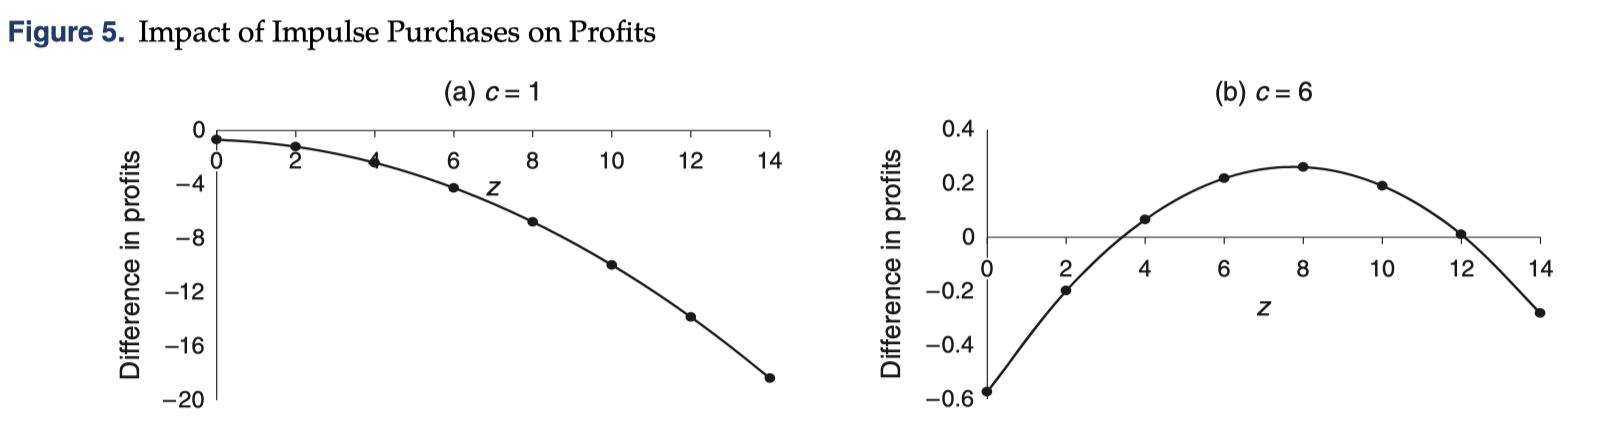 Figure 5. Impact of Impulse Purchases on Profits
(a) c = 1
Difference in profits
0
−4
−8
−12
−16
−20
0 2 4 6 8 10 12 14
z
(b) c = 6
Difference in profits
0.4
0.2
0
−0.2
−0.4
−0.6
0 2 4 6 8 10 12 14
z